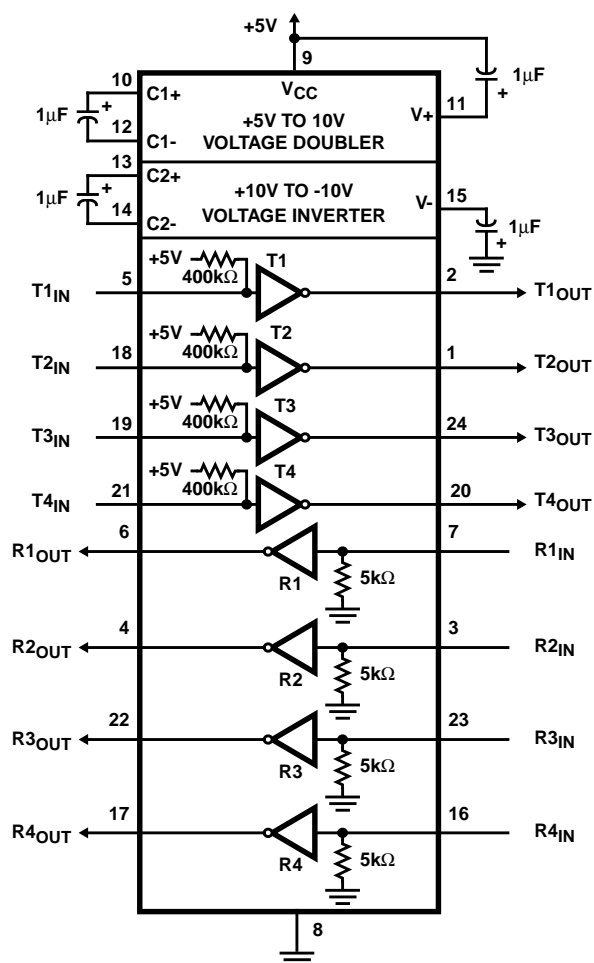 +5V
9
10
1µF
+
C1+
VCC
1µF
+
12
C1-
+5V TO 10V
VOLTAGE DOUBLER
V+
11
13
1µF
+
C2+
14
C2-
+10V TO -10V
VOLTAGE INVERTER
V-
15
1µF
+
+5V
400kΩ
T1
T1IN
5
2
T1OUT
+5V
400kΩ
T2
T2IN
18
1
T2OUT
+5V
400kΩ
T3
T3IN
19
24
T3OUT
+5V
400kΩ
T4
T4IN
21
20
T4OUT
R1OUT
6
R1
5kΩ
7
R1IN
R2OUT
4
R2
5kΩ
3
R2IN
R3OUT
22
R3
5kΩ
23
R3IN
R4OUT
17
R4
5kΩ
16
R4IN
8